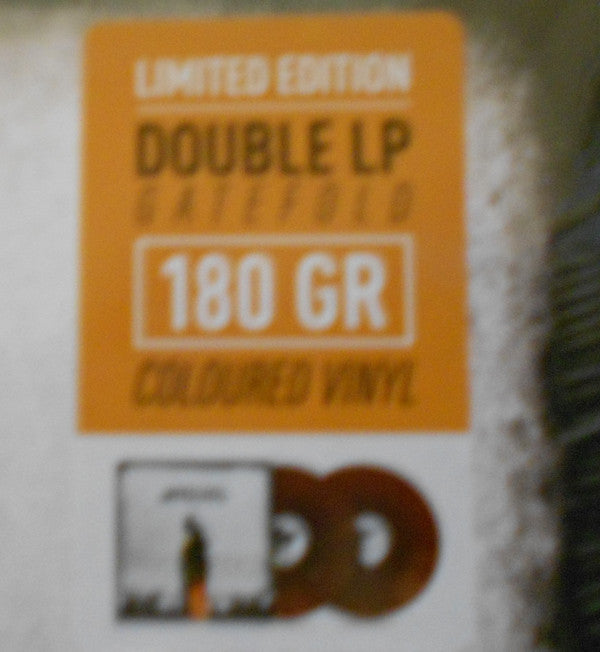 LIMITED EDITION
DOUBLE LP
GATEFOLD
180 GR
COLOURED VINYL